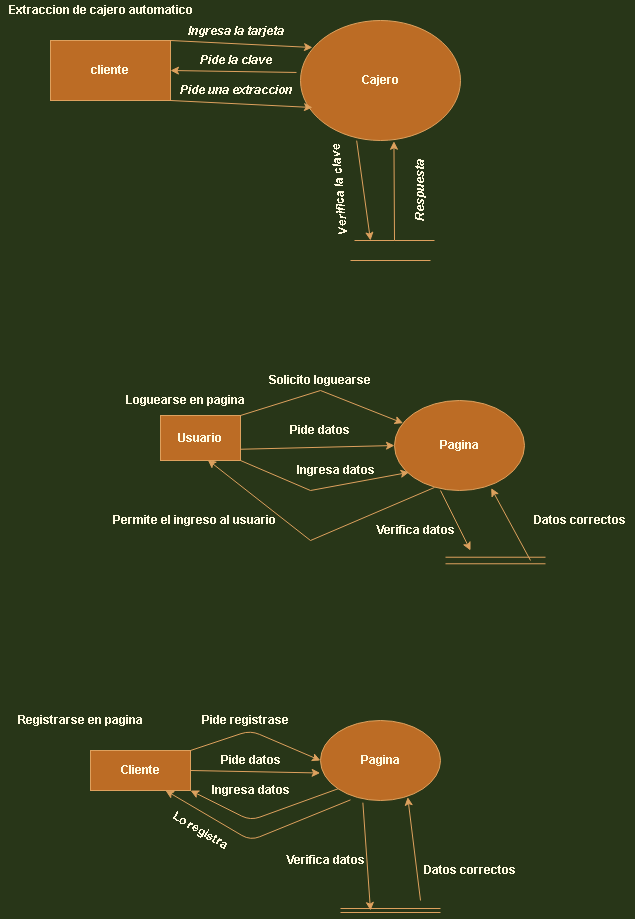 Extraccion de cajero automatico
Ingresa la tarjeta
Pide la clave
cliente
Cajero
Pide una extraccion
Verifica la clave
Respuesta
Solicito loguearse
Loguearse en pagina
Pide datos
Usuario
Pagina
Ingresa datos
Permite el ingreso al usuario
Verifica datos
Datos correctos
Registrarse en pagina
Pide registrase
Pide datos
Pagina
Cliente
Ingresa datos
Lo registra
Verifica datos
Datos correctos